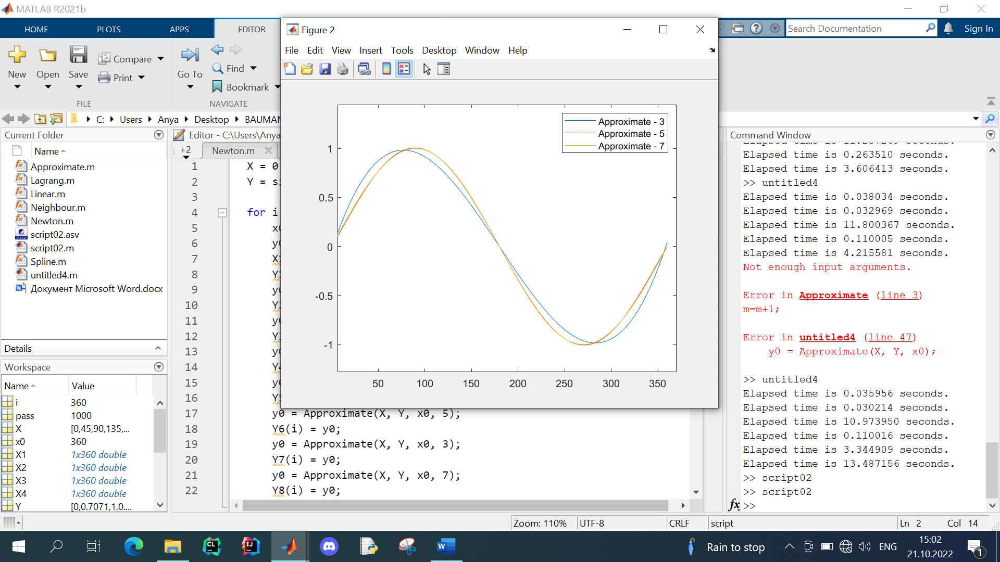 MATLAB R2021b
HOME
PLOTS
APPS
EDITOR
Search Documentation
Sign In
New
Open
Save
Compare
Print
FILE
Go To
Find
Bookmark
NAVIGATE
C: Users Anya Desktop
Current Folder
Name
Approximate.m
Lagrang.m
Linear.m
Neighbour.m
Newton.m
script02.asv
script02.m
Spline.m
untitled4.m
Документ Microsoft Word.docx
Details
Workspace
Name Value
i 360
pass 1000
X [0,45,90,135,...
x0 360
X1 1x360 double
X2 1x360 double
X3 1x360 double
X4 1x360 double
Y [0,0.7071,1,0....
Editor - C:\Users\Anya
+2
Newton.m
1 X = 0
2
3
4 for i
5
6
7
8
9
10
11
12
13
14
15
16
17 y0 = Approximate(X, Y, x0, 5);
18 Y6(i) = y0;
19 y0 = Approximate(X, Y, x0, 3);
20 Y7(i) = y0;
21 y0 = Approximate(X, Y, x0, 7);
22 Y8(i) = y0;
Figure 2
File Edit View Insert Tools Desktop Window Help
Approximate - 3
Approximate - 5
Approximate - 7
1
0.5
0
-0.5
-1
50 100 150 200 250 300 350
Command Window
Elapsed time is 0.263510 seconds.
Elapsed time is 3.606413 seconds.
>> untitled4
Elapsed time is 0.038034 seconds.
Elapsed time is 0.032969 seconds.
Elapsed time is 11.800367 seconds.
Elapsed time is 0.110005 seconds.
Elapsed time is 4.215581 seconds.
Not enough input arguments.
Error in Approximate (line 3)
m=m+1;
Error in untitled4 (line 47)
y0 = Approximate(X, Y, x0);
>> untitled4
Elapsed time is 0.035956 seconds.
Elapsed time is 0.030214 seconds.
Elapsed time is 10.973950 seconds.
Elapsed time is 0.110016 seconds.
Elapsed time is 3.344909 seconds.
Elapsed time is 13.487156 seconds.
>> script02
>> script02
fx >>
Zoom: 110%
UTF-8
CRLF
script
Ln 2 Col 14
CL
IJ
W
Rain to stop
ENG
15:02
21.10.2022
1